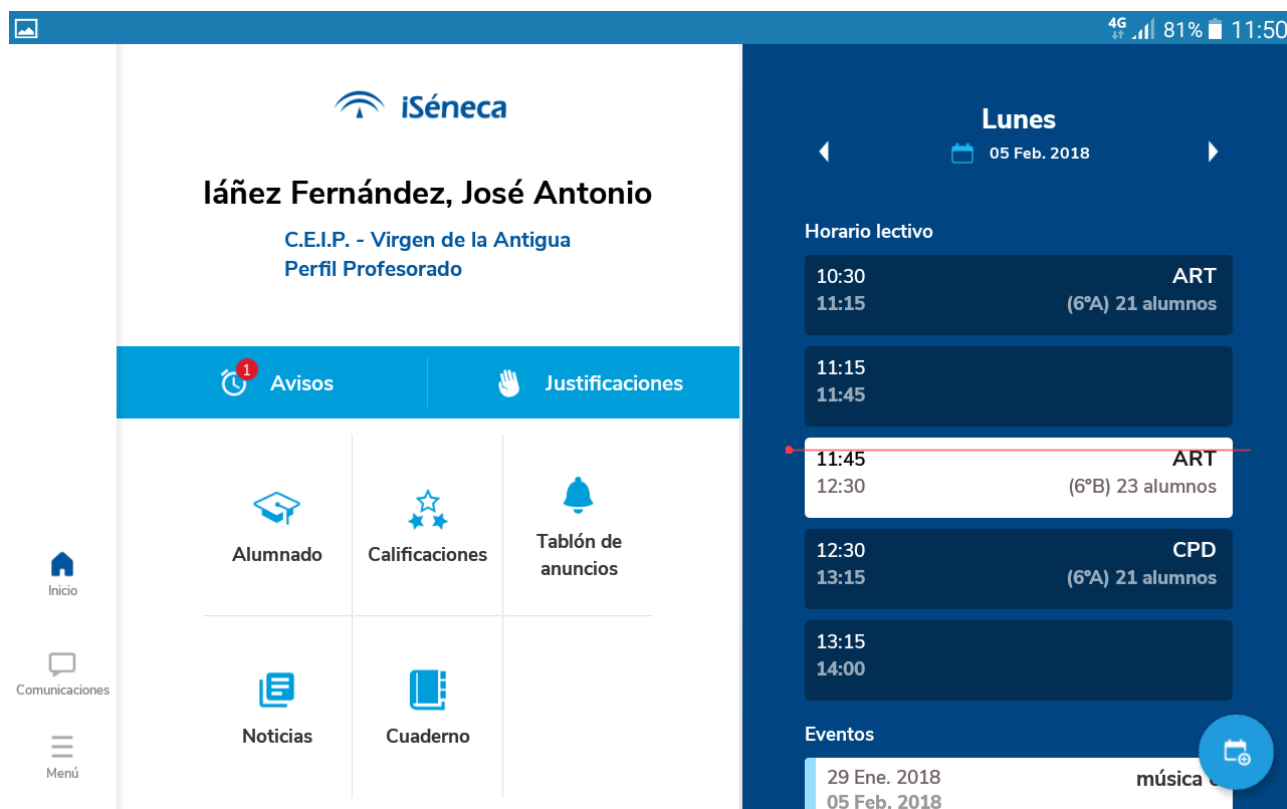 4G 81% 11:50
iSéneca
Iáñez Fernández, José Antonio
C.E.I.P. - Virgen de la Antigua
Perfil Profesorado
1 Avisos
Justificaciones
Alumnado
Calificaciones
Tablón de
anuncios
Noticias
Cuaderno
Inicio
Comunicaciones
Menú
Lunes
05 Feb. 2018
Horario lectivo
10:30 ART
11:15 (6ºA) 21 alumnos
11:15
11:45
11:45 ART
12:30 (6ºB) 23 alumnos
12:30 CPD
13:15 (6ºA) 21 alumnos
13:15
14:00
Eventos
29 Ene. 2018 música
05 Feb. 2018